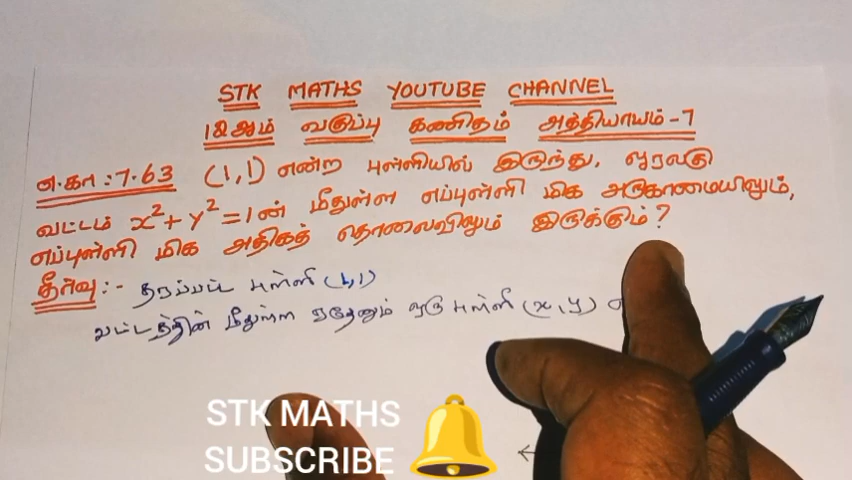 STK MATHS YOUTUBE CHANNEL
12ஆம் வகுப்பு கணிதம் அத்தியாயம் -7
எ.கா : 7.63 (1,1) என்ற புள்ளியில் இருந்து, ஓரலகு
வட்டம் x²+y²=1ன் மீதுள்ள எப்புள்ளி மிக அருகாமையிலும்,
எப்புள்ளி மிக அதிகத் தொலைவிலும் இருக்கும்?
தீர்வு :- தரப்பட்ட புள்ளி (1,1)
வட்டத்தின் மீதுள்ள ஏதேனும் ஒரு புள்ளி (x,y)
STK MATHS
SUBSCRIBE